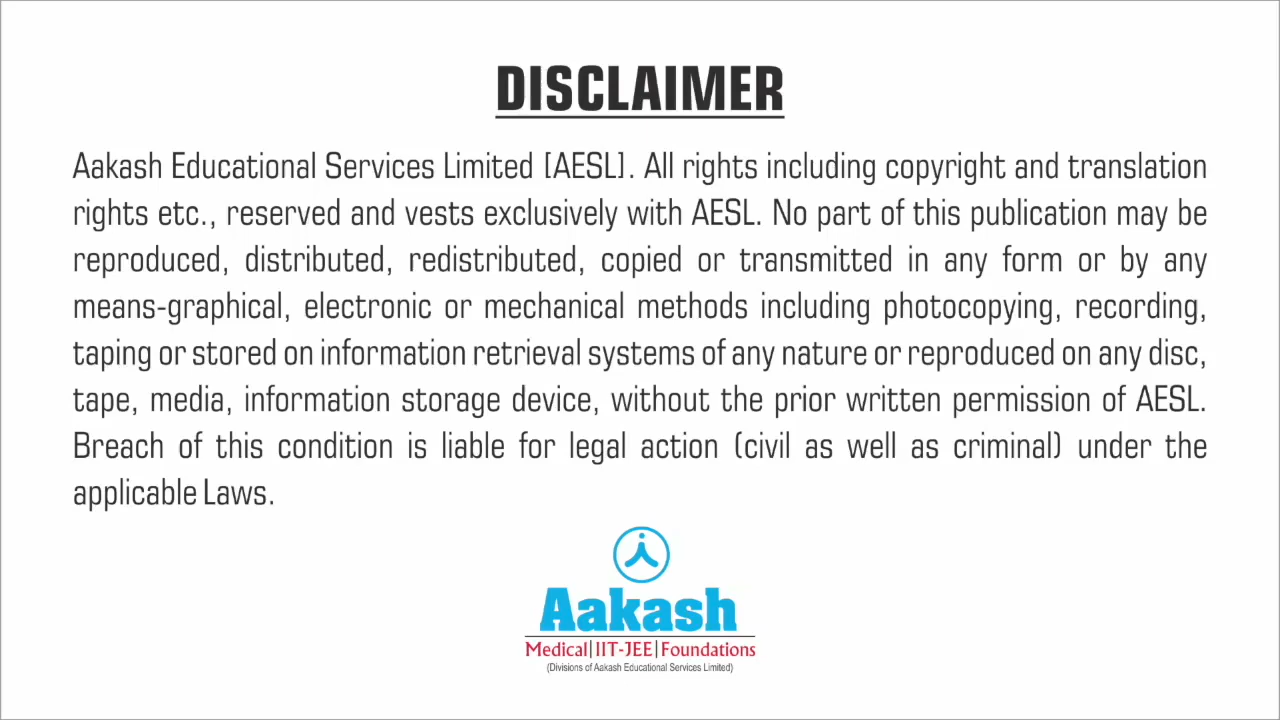 DISCLAIMER
Aakash Educational Services Limited [AESL]. All rights including copyright and translation
rights etc., reserved and vests exclusively with AESL. No part of this publication may be
reproduced, distributed, redistributed, copied or transmitted in any form or by any
means-graphical, electronic or mechanical methods including photocopying, recording,
taping or stored on information retrieval systems of any nature or reproduced on any disc,
tape, media, information storage device, without the prior written permission of AESL.
Breach of this condition is liable for legal action (civil as well as criminal) under the
applicable Laws.
Aakash
Medical|IIT-JEE|Foundations
(Divisions of Aakash Educational Services Limited)